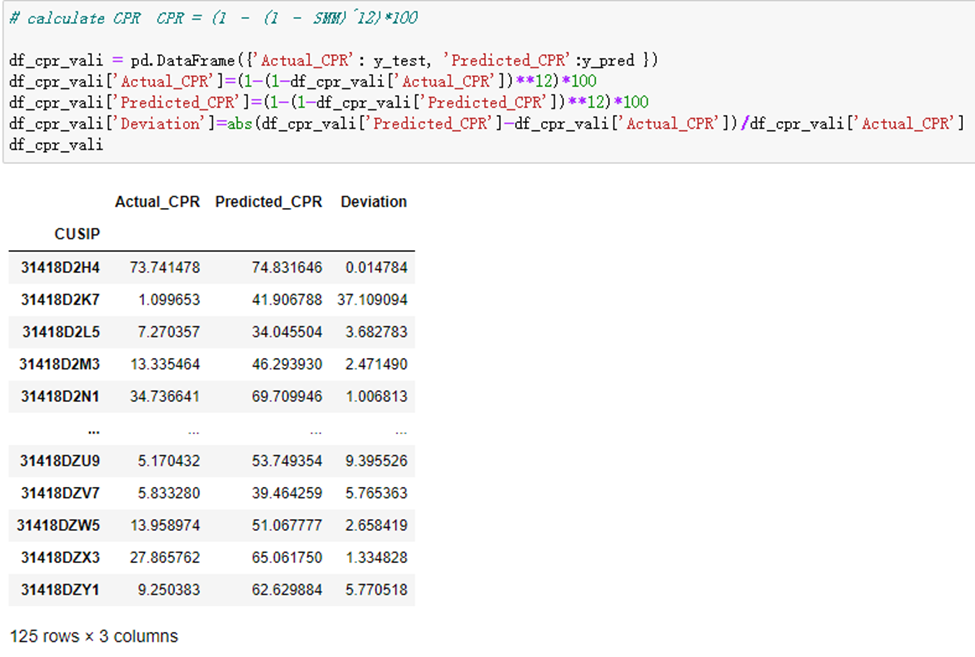 # calculate CPR  CPR = (1 - (1 - SMM)^12)*100
df_cpr_vali = pd.DataFrame({'Actual_CPR': y_test, 'Predicted_CPR':y_pred })
df_cpr_vali['Actual_CPR']=(1-(1-df_cpr_vali['Actual_CPR'])**12)*100
df_cpr_vali['Predicted_CPR']=(1-(1-df_cpr_vali['Predicted_CPR'])**12)*100
df_cpr_vali['Deviation']=abs(df_cpr_vali['Predicted_CPR']-df_cpr_vali['Actual_CPR'])/df_cpr_vali['Actual_CPR']
df_cpr_vali
Actual_CPR Predicted_CPR Deviation
CUSIP
31418D2H4 73.741478 74.831646 0.014784
31418D2K7 1.099653 41.906788 37.109094
31418D2L5 7.270357 34.045504 3.682783
31418D2M3 13.335464 46.293930 2.471490
31418D2N1 34.736641 69.709946 1.006813
... ... ... ...
31418DZU9 5.170432 53.749354 9.395526
31418DZV7 5.833280 39.464259 5.765363
31418DZW5 13.958974 51.067777 2.658419
31418DZX3 27.865762 65.061750 1.334828
31418DZY1 9.250383 62.629884 5.770518
125 rows × 3 columns